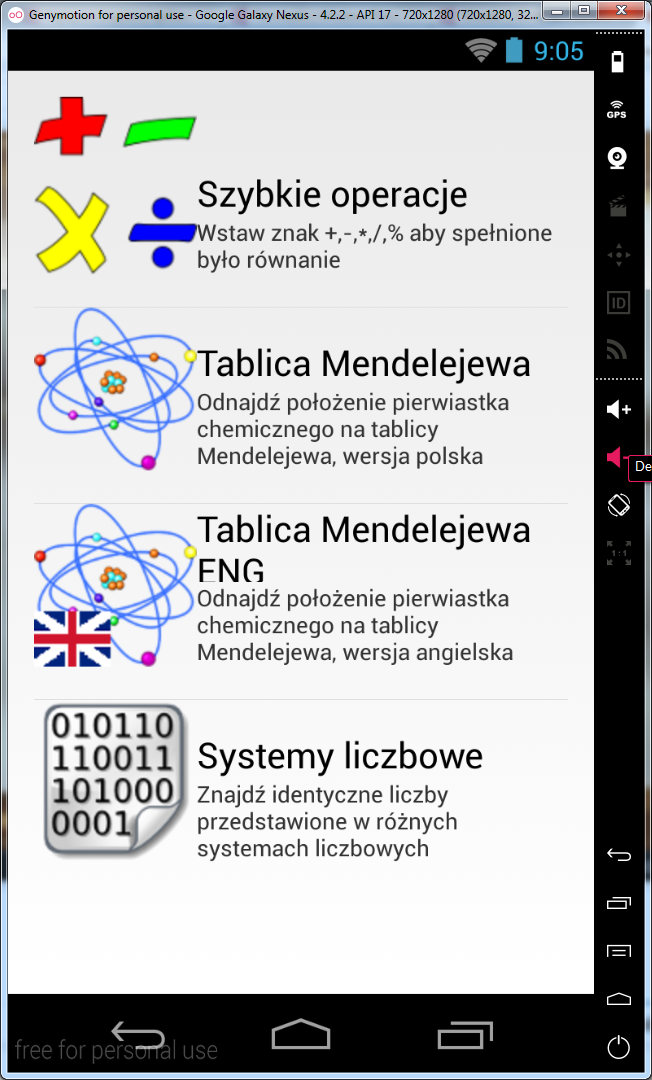 Genymotion for personal use - Google Galaxy Nexus - 4.2.2 - API 17 - 720x1280 (720x1280, 32...
9:05
GPS
Szybkie operacje
Wstaw znak +,-,*,/,% aby spełnione
było równanie
ID
Tablica Mendelejewa
Odnajdź położenie pierwiastka
chemicznego na tablicy
Mendelejewa, wersja polska
De
Tablica Mendelejewa
ENG
1:1
Odnajdź położenie pierwiastka
chemicznego na tablicy
Mendelejewa, wersja angielska
010110
110011
101000
0001
Systemy liczbowe
Znajdź identyczne liczby
przedstawione w różnych
systemach liczbowych
free for personal use